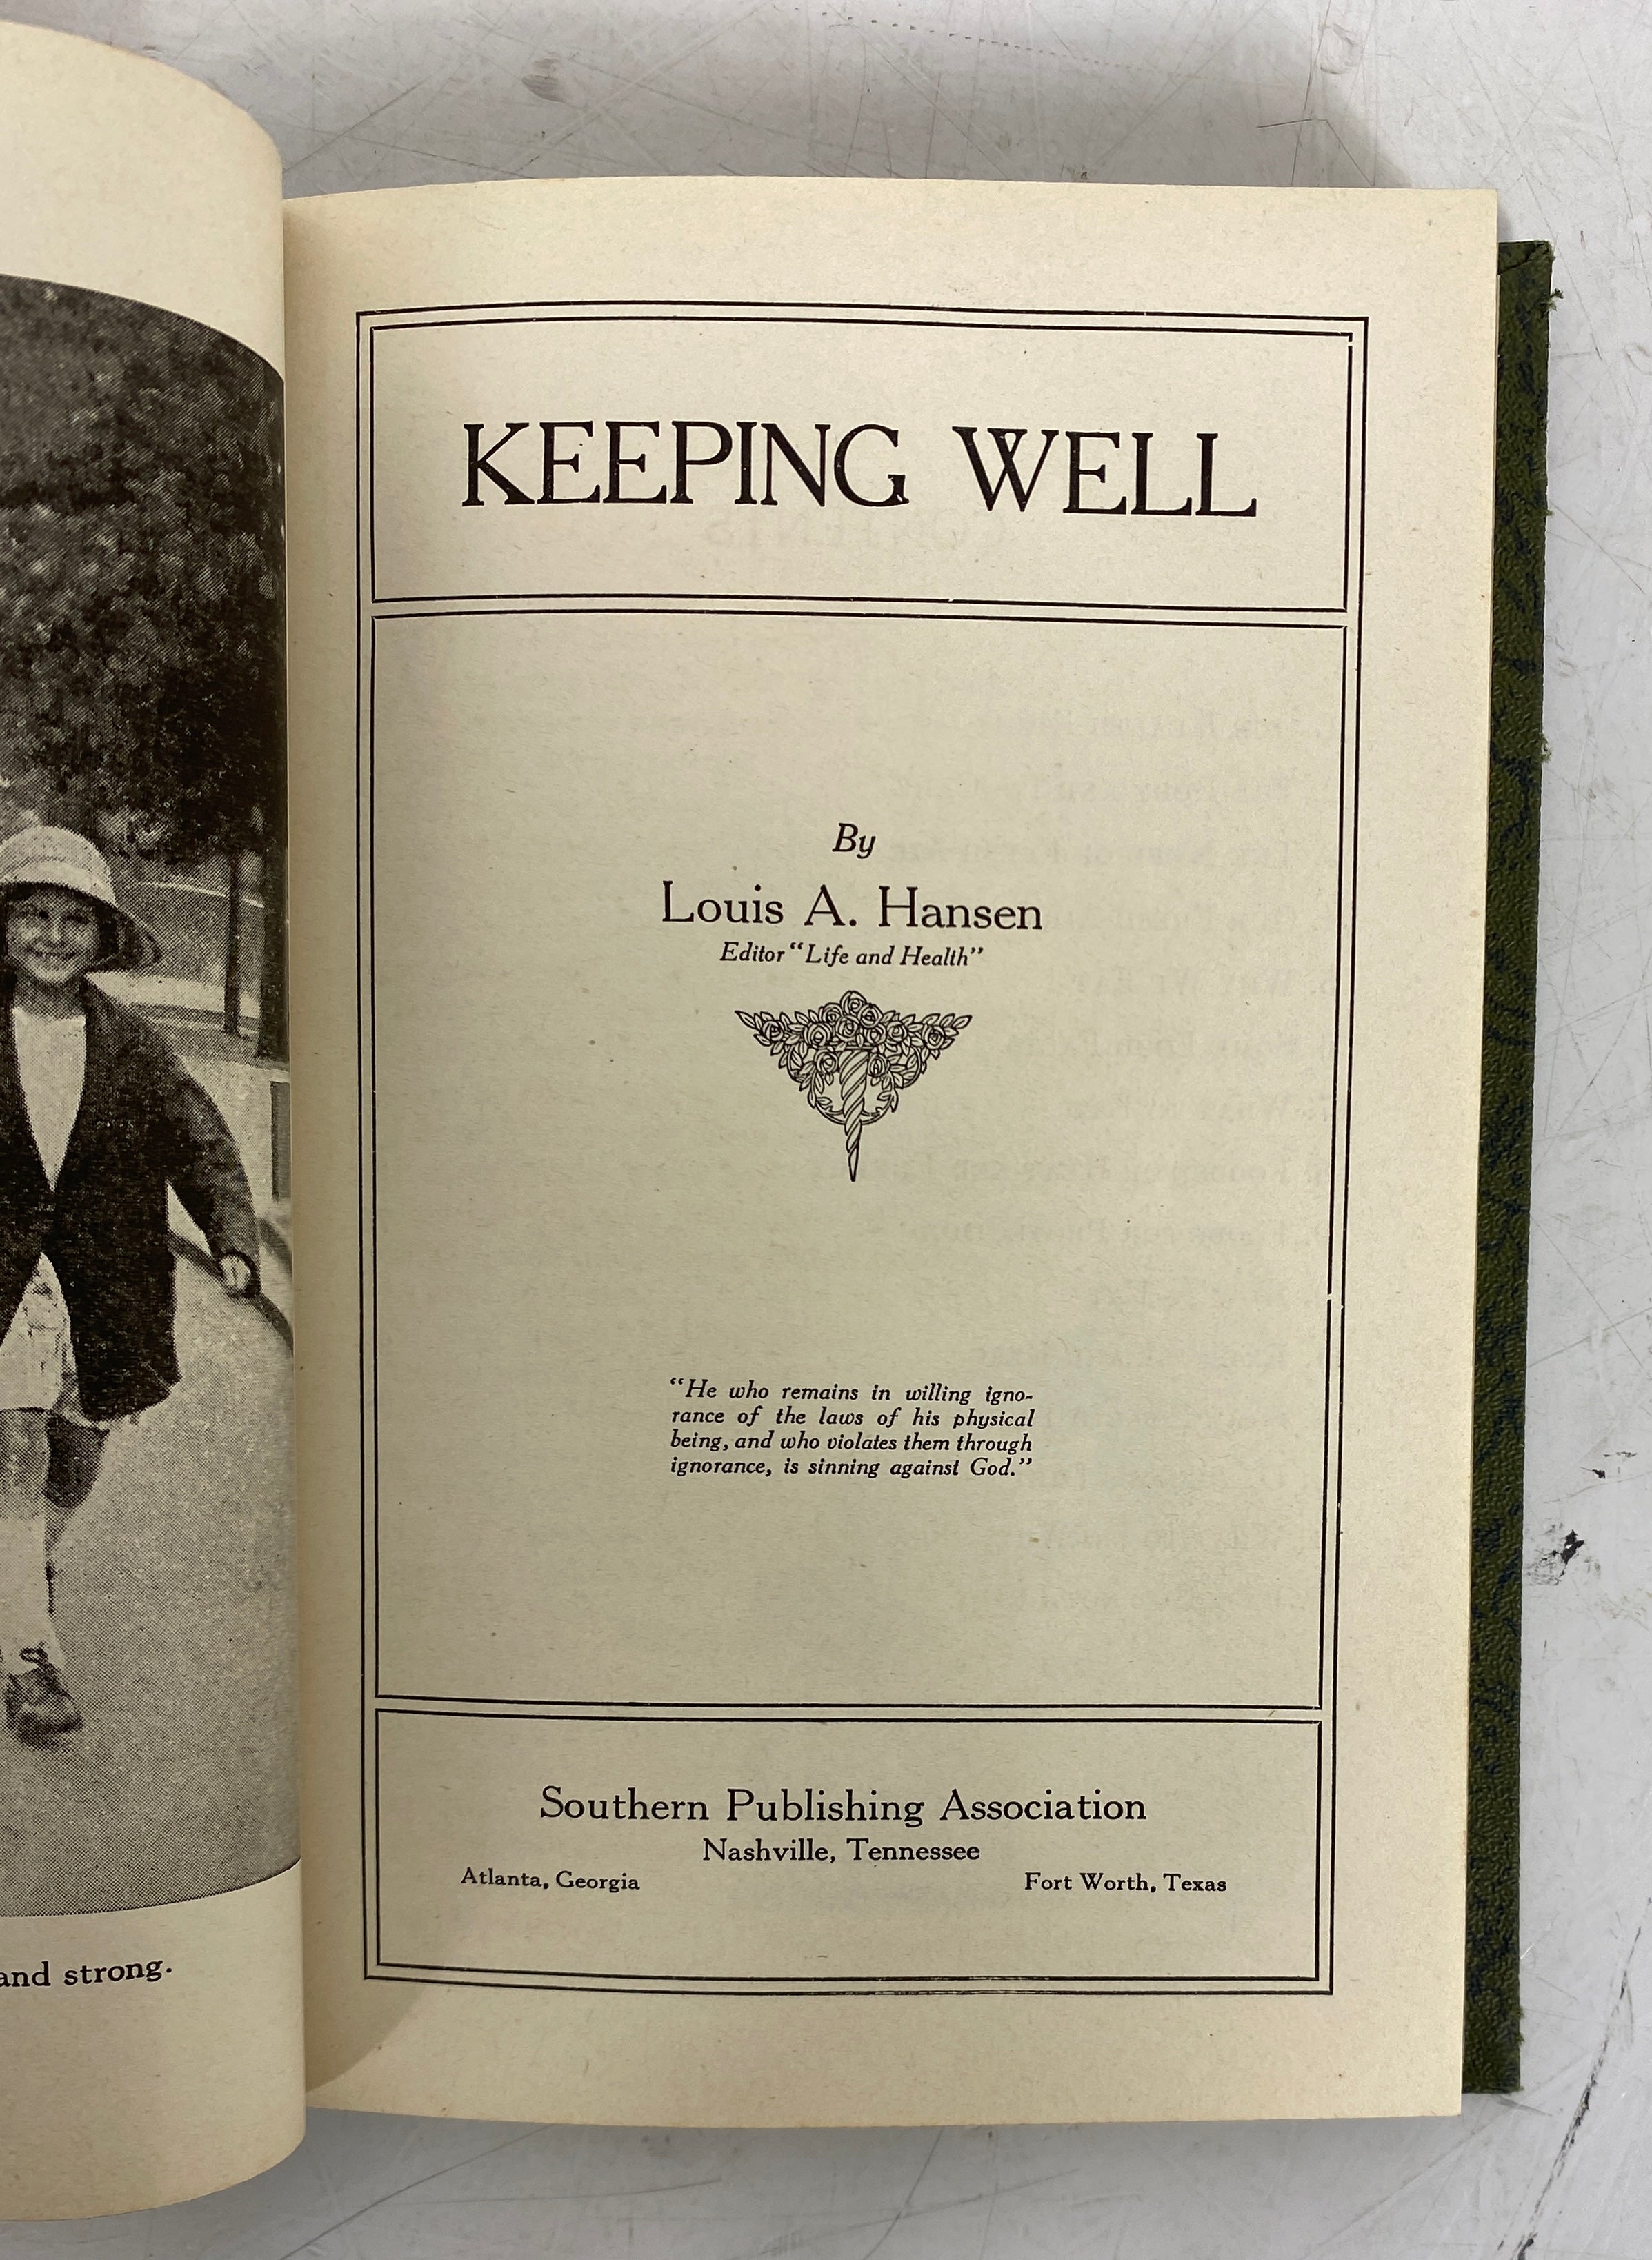 and strong.
KEEPING WELL
By
Louis A. Hansen
Editor “Life and Health”
“He who remains in willing igno-
rance of the laws of his physical
being, and who violates them through
ignorance, is sinning against God.”
Southern Publishing Association
Nashville, Tennessee
Atlanta, Georgia
Fort Worth, Texas